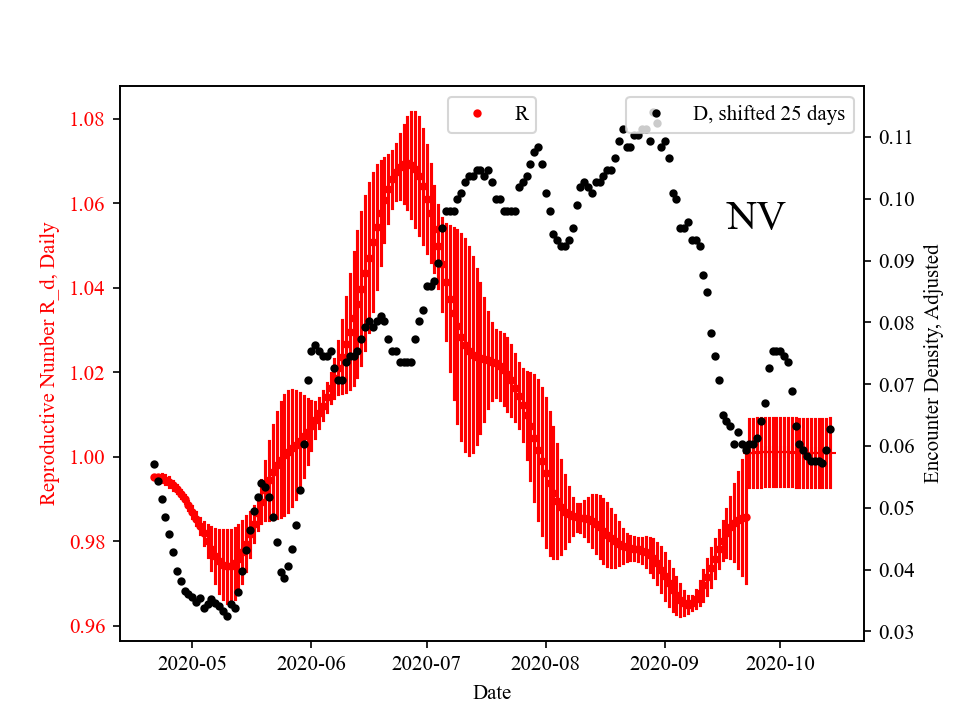 R
D, shifted 25 days
NV
Reproductive Number R_d, Daily
1.08
1.06
1.04
1.02
1.00
0.98
0.96
0.11
0.10
0.09
0.08
0.07
0.06
0.05
0.04
0.03
Encounter Density, Adjusted
2020-05 2020-06 2020-07 2020-08 2020-09 2020-10
Date